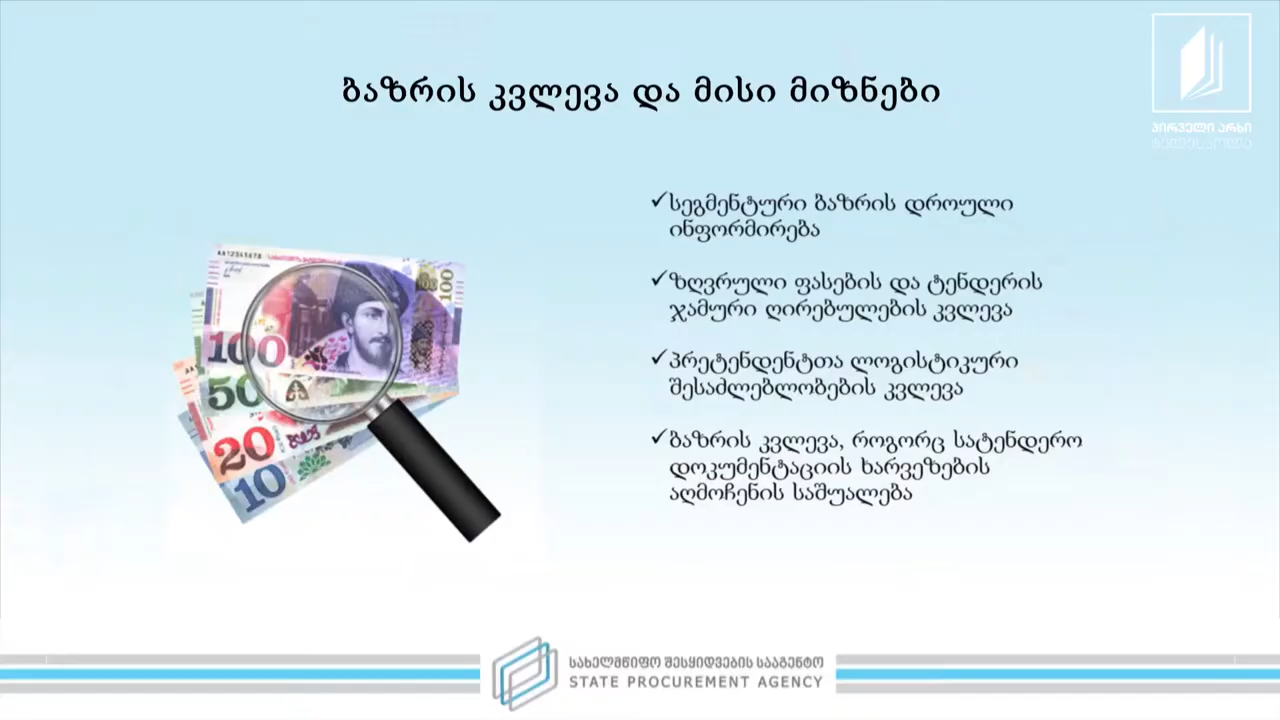 ბაზრის კვლევა და მისი მიზნები
პირველი არხი
✓სეგმენტური ბაზრის დროული
ინფორმირება
✓ზღვრული ფასების და ტენდერის
ჯამური ღირებულების კვლევა
✓პრეტენდენტთა ლოგისტიკური
შესაძლებლობების კვლევა
✓ბაზრის კვლევა, როგორც სატენდერო
დოკუმენტაციის ხარვეზების
აღმოჩენის საშუალება
AA12341678
100
100
50
20
10
სახელმწიფო შესყიდვების სააგენტო
STATE PROCUREMENT AGENCY